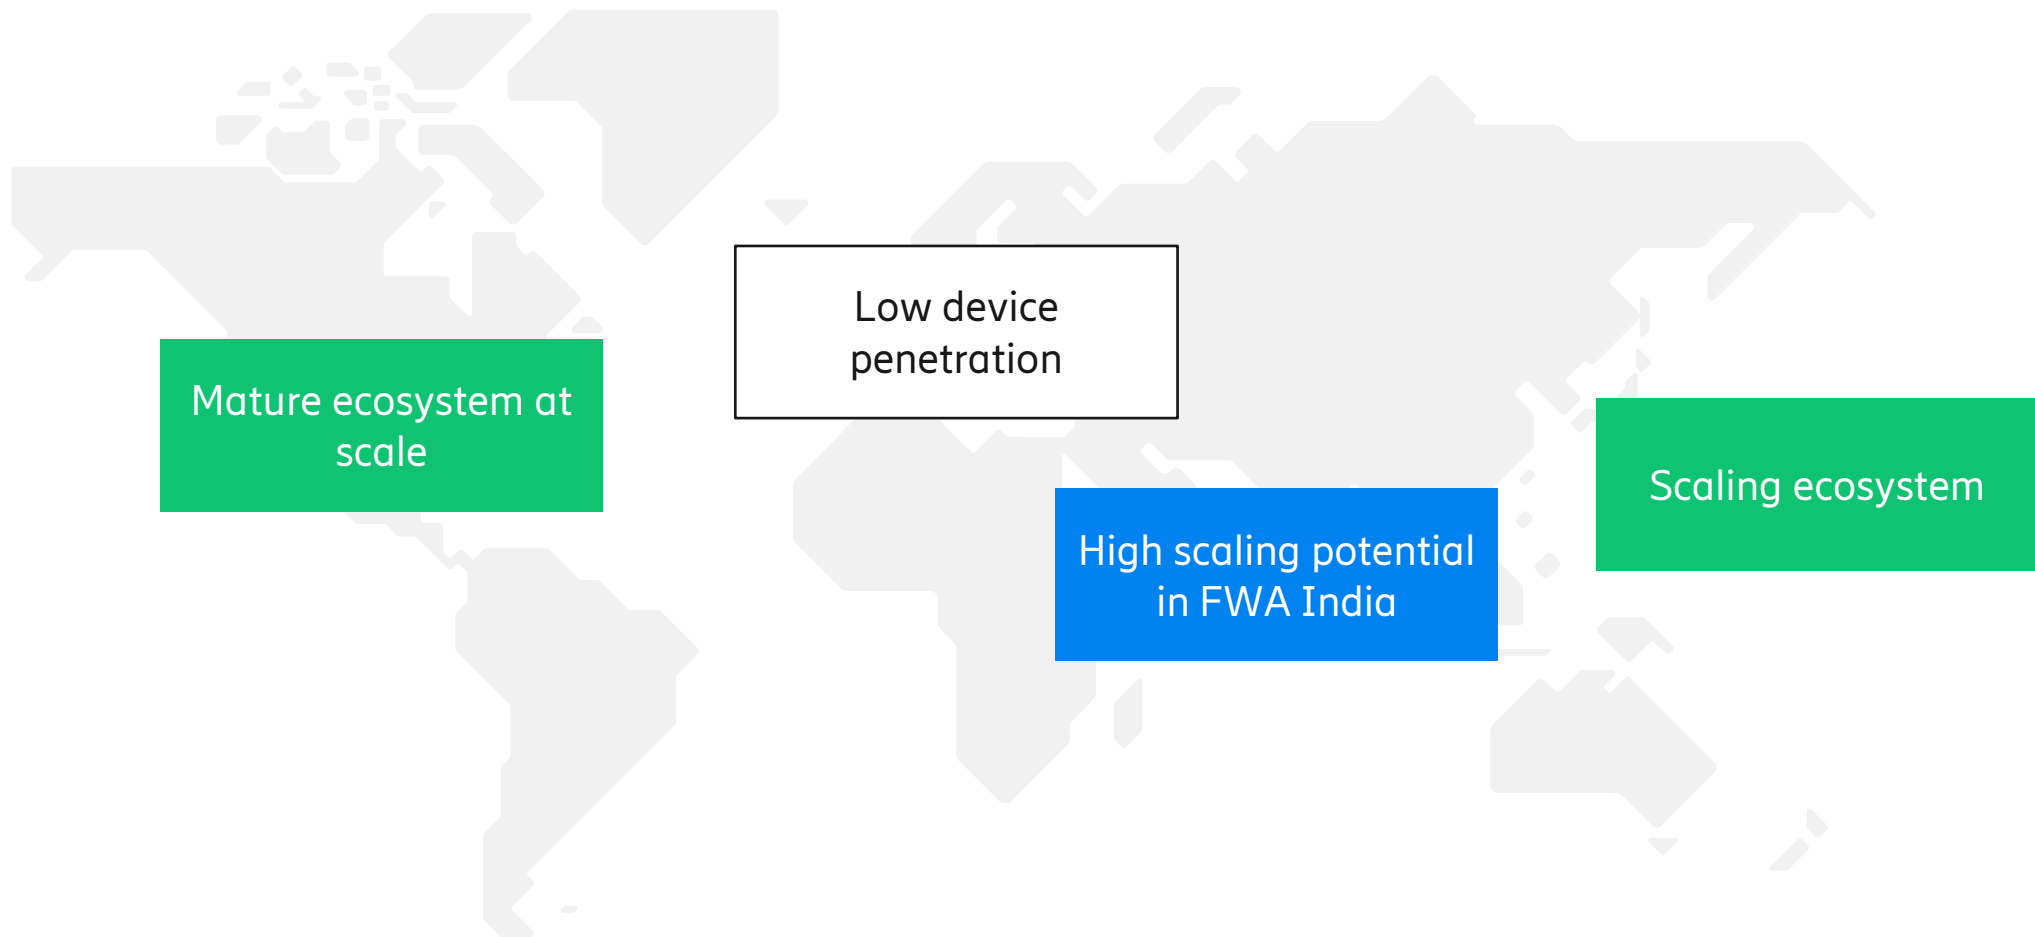 Low device
penetration
Mature ecosystem at
scale
Scaling ecosystem
High scaling potential
in FWA India